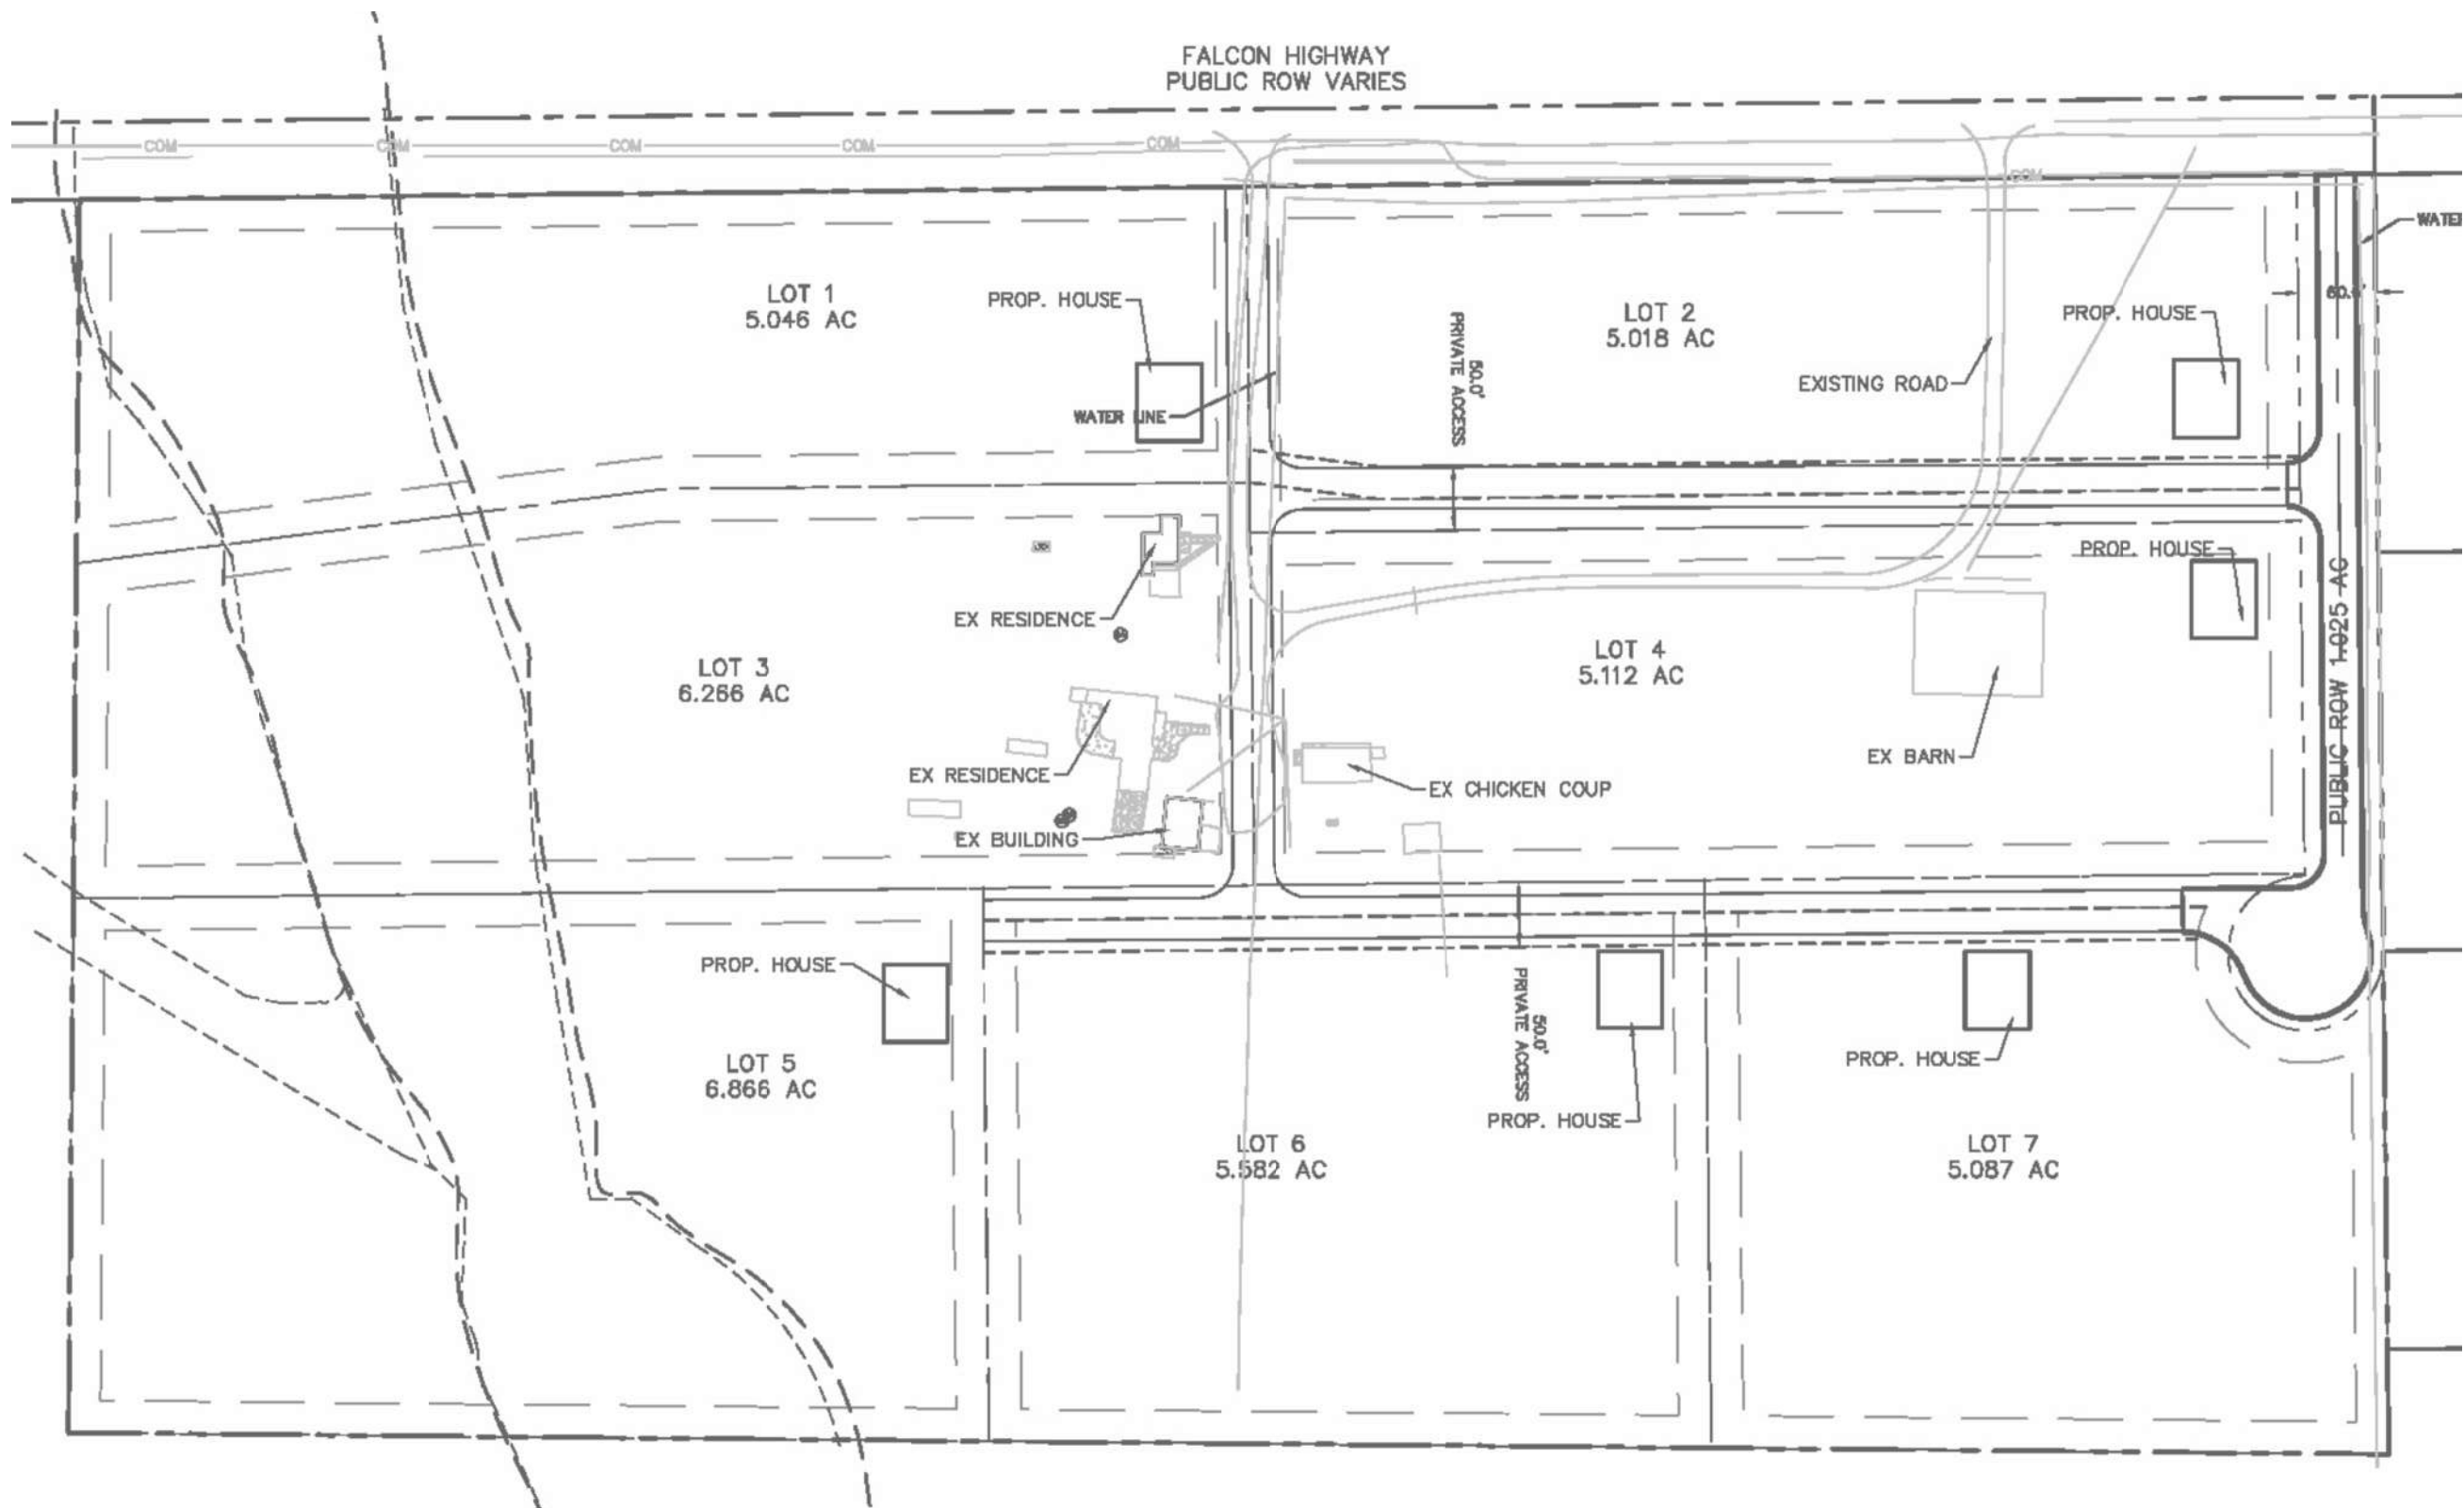 FALCON HIGHWAY
PUBLIC ROW VARIES
COM
COM
COM
COM
COM
COM
WATER
LOT 1
5.046 AC
PROP. HOUSE
WATER LINE
50.0'
PRIVATE ACCESS
LOT 2
5.018 AC
PROP. HOUSE
EXISTING ROAD
EX RESIDENCE
LOT 3
6.266 AC
EX RESIDENCE
EX BUILDING
LOT 4
5.112 AC
PROP. HOUSE
EX BARN
EX CHICKEN COUP
PUBLIC ROW 1.025 AC
PROP. HOUSE
LOT 5
6.866 AC
50.0'
PRIVATE ACCESS
PROP. HOUSE
LOT 6
5.582 AC
PROP. HOUSE
LOT 7
5.087 AC